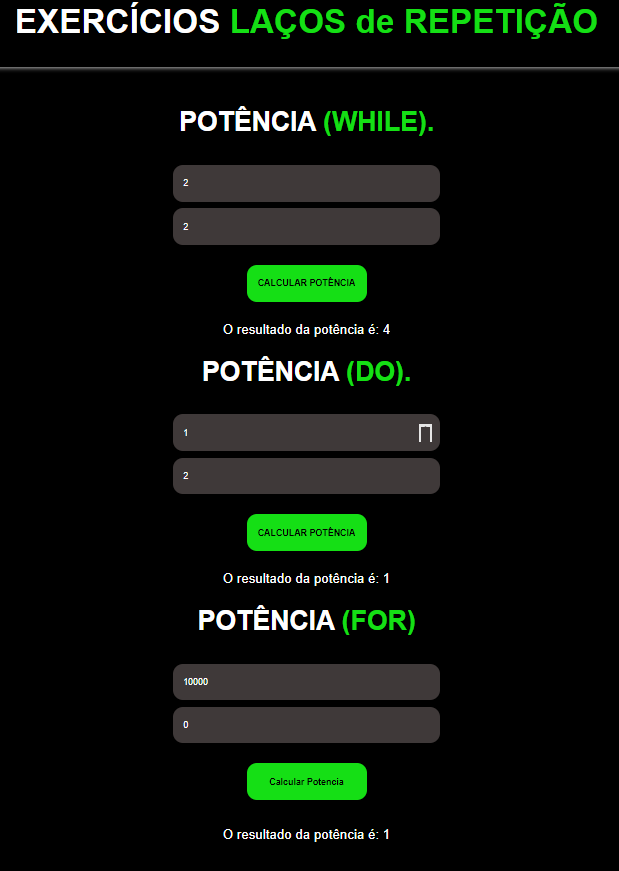 EXERCÍCIOS LAÇOS de REPETIÇÃO
POTÊNCIA (WHILE).
2
2
CALCULAR POTÊNCIA
O resultado da potência é: 4
POTÊNCIA (DO).
1
2
CALCULAR POTÊNCIA
O resultado da potência é: 1
POTÊNCIA (FOR)
10000
0
Calcular Potencia
O resultado da potência é: 1